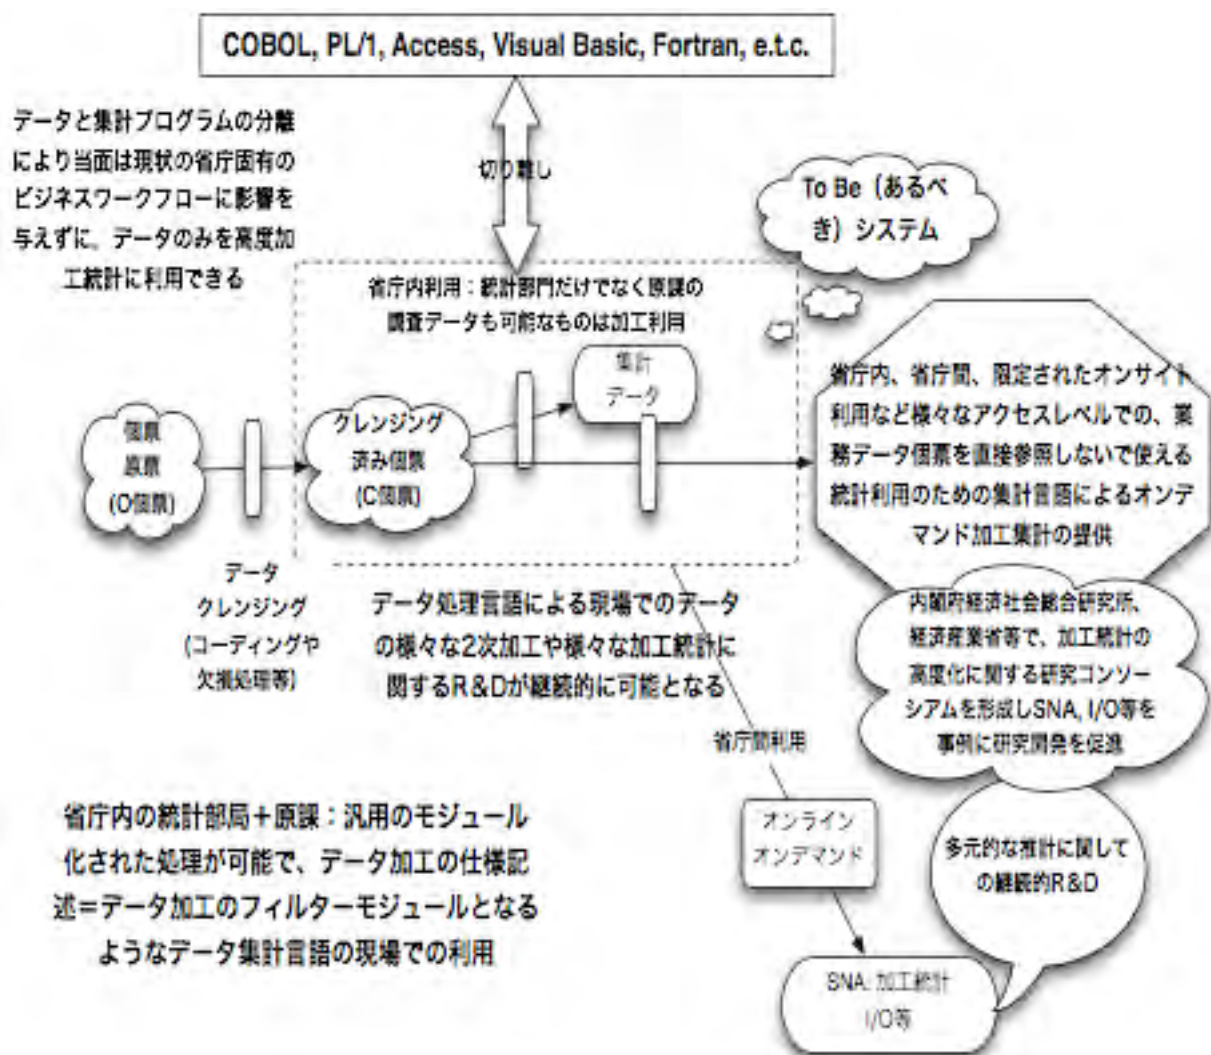 COBOL, PL/1, Access, Visual Basic, Fortran, e.t.c.
データと集計プログラムの分離
により当面は現状の省庁固有の
ビジネスワークフローに影響を
与えずに、データのみを高度加
工統計に利用できる
切り離し
To Be（あるべ
き）システム
省庁内利用：統計部門だけでなく原課の
調査データも可能なものは加工利用
集計
データ
個票
原票
(O個票)
クレンジング
済み個票
(C個票)
省庁内、省庁間、限定されたオンサイト
利用など様々なアクセスレベルでの、業
務データ個票を直接参照しないで使える
統計利用のための集計言語によるオンデ
マンド加工集計の提供
データ
クレンジング
(コーディングや
欠損処理等)
データ処理言語による現場でのデータ
の様々な2次加工や様々な加工統計に
関するR＆Dが継続的に可能となる
内閣府経済社会総合研究所、
経済産業省等で、加工統計の
高度化に関する研究コンソー
シアムを形成しSNA, I/O等を
事例に研究開発を促進
省庁間利用
省庁内の統計部局＋原課：汎用のモジュール
化された処理が可能で、データ加工の仕様記
述＝データ加工のフィルターモジュールとなる
ようなデータ集計言語の現場での利用
オンライン
オンデマンド
多元的な推計に関して
の継続的R＆D
SNA: 加工統計
I/O等